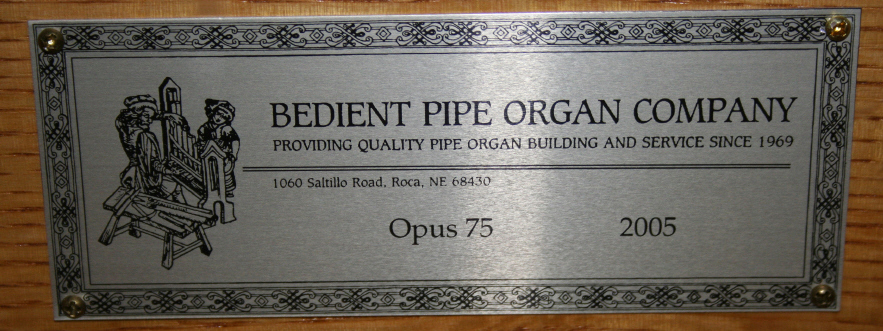 BEDIENT PIPE ORGAN COMPANY
PROVIDING QUALITY PIPE ORGAN BUILDING AND SERVICE SINCE 1969
1060 Saltillo Road, Roca, NE 68430
Opus 75 2005